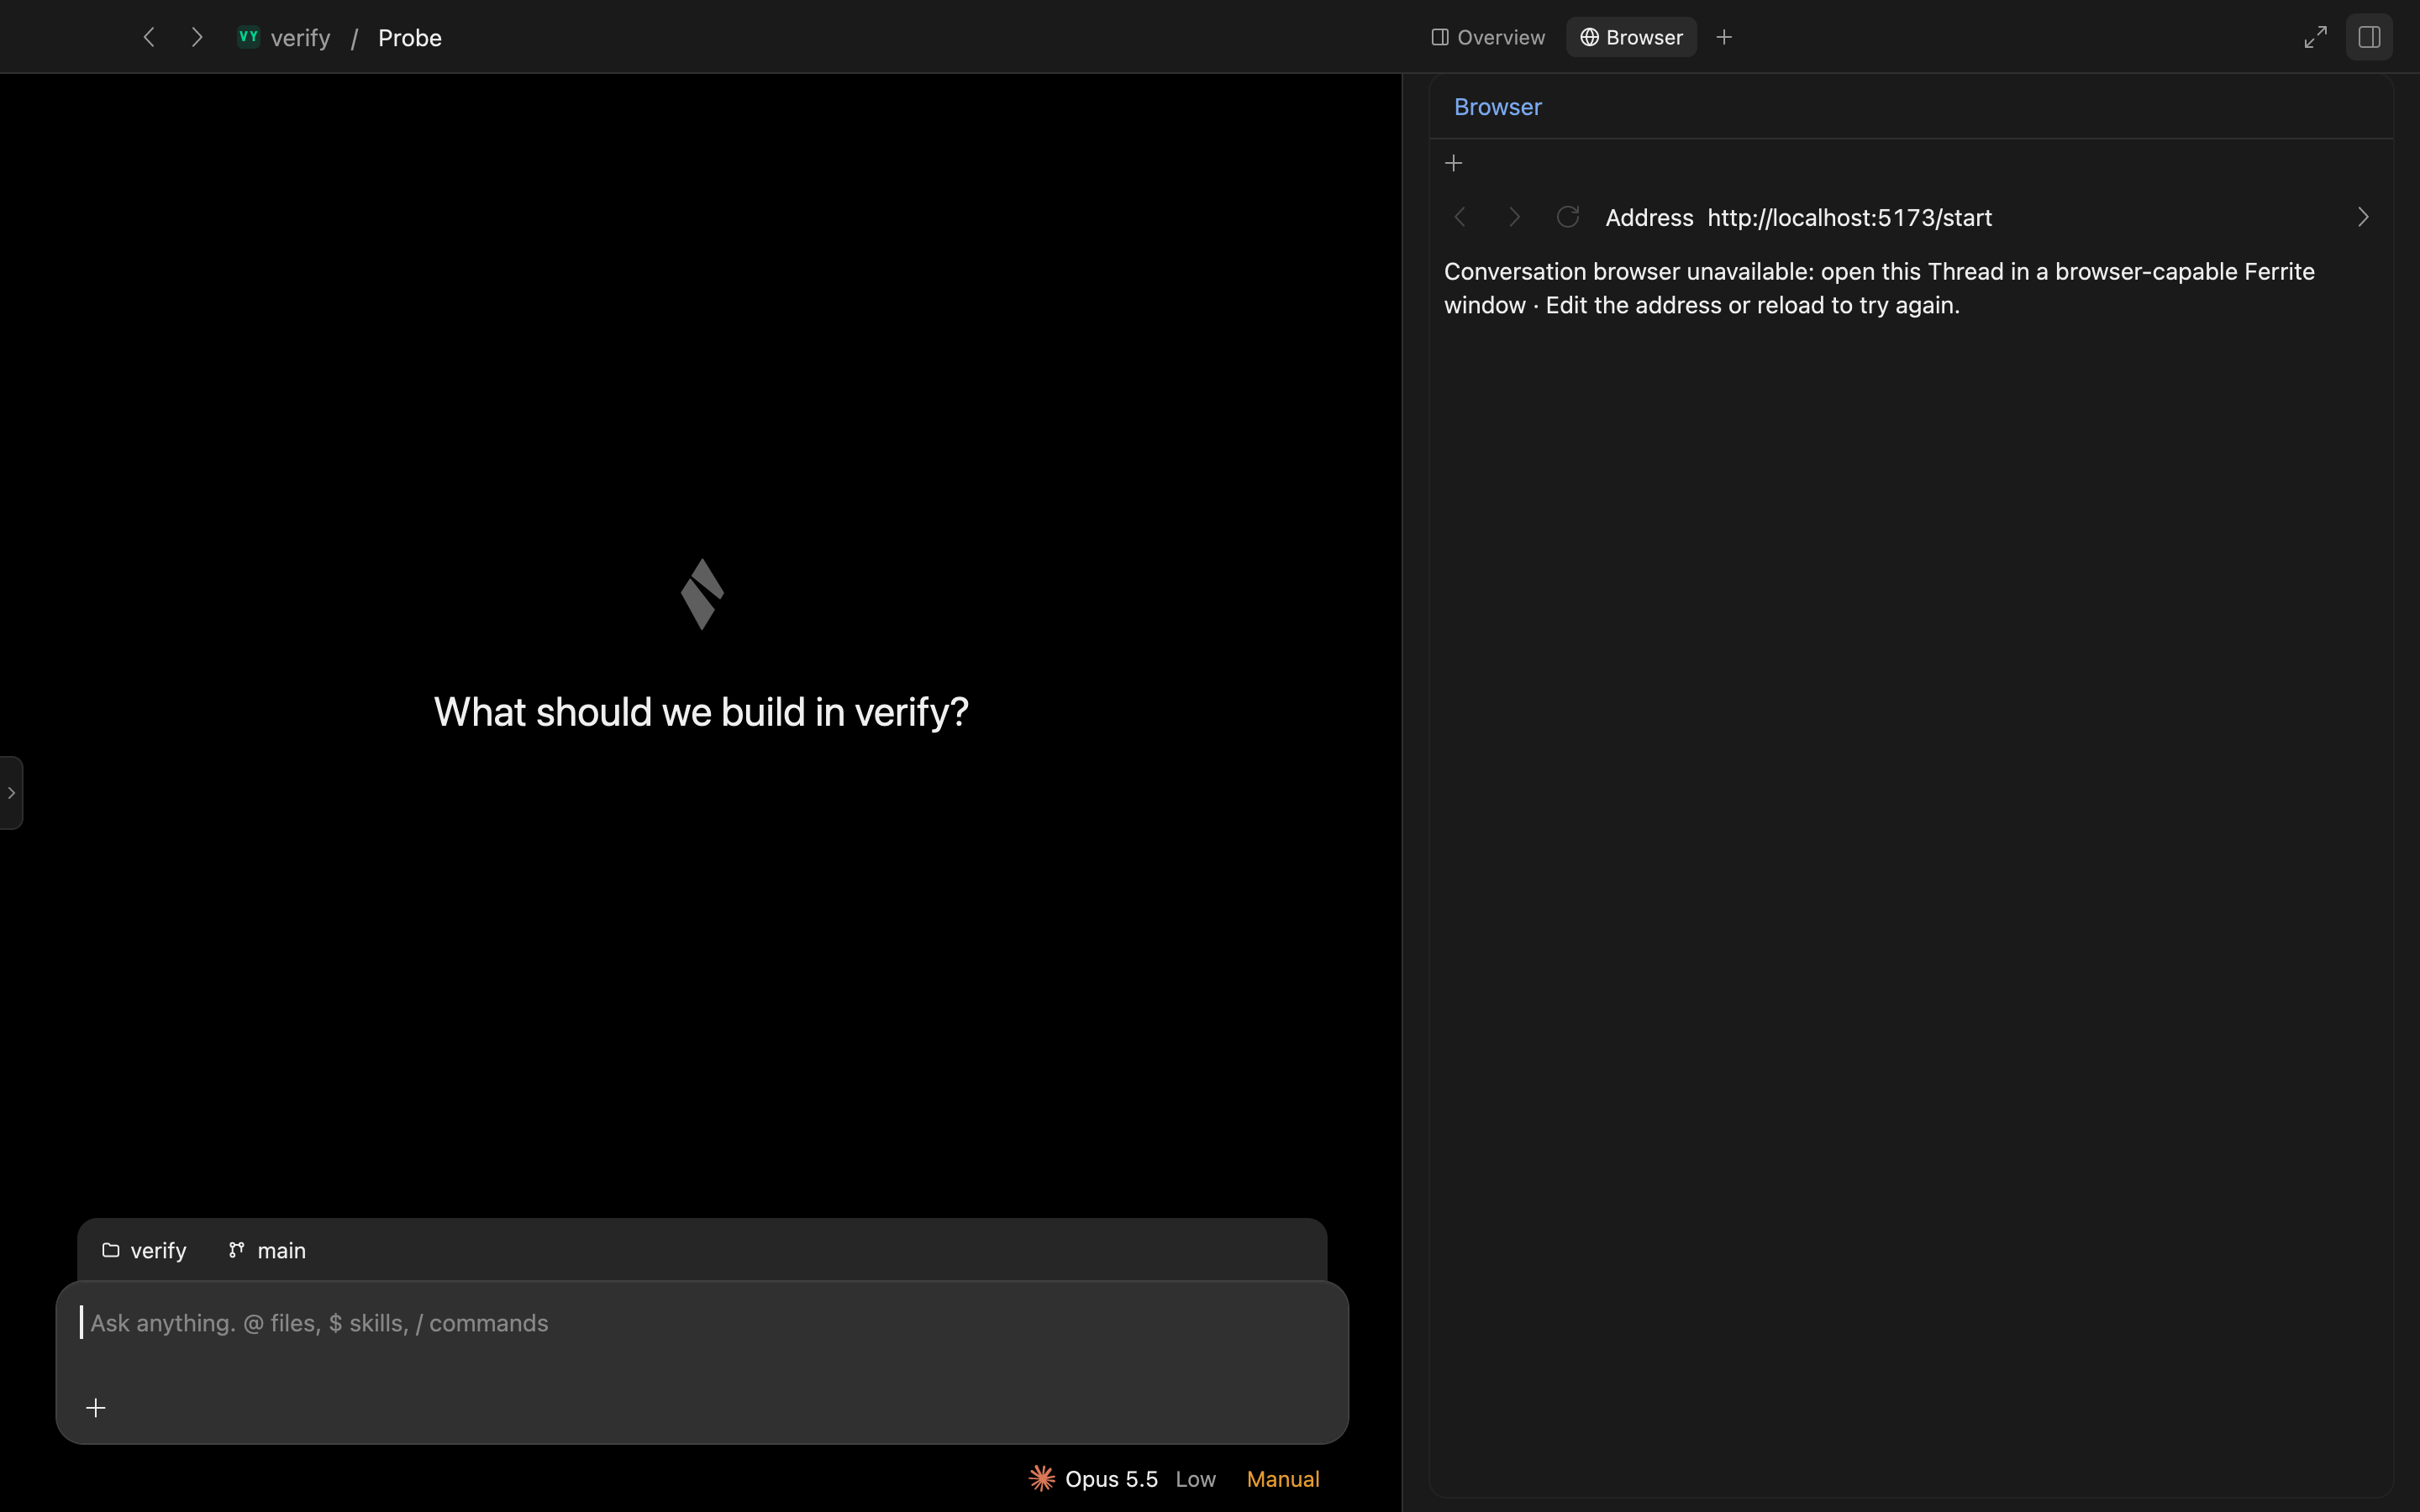 VY verify / Probe
Overview
Browser
Browser
Address http://localhost:5173/start
Conversation browser unavailable: open this Thread in a browser-capable Ferrite
window · Edit the address or reload to try again.
What should we build in verify?
verify
main
Ask anything. @ files, $ skills, / commands
Opus 5.5 Low Manual